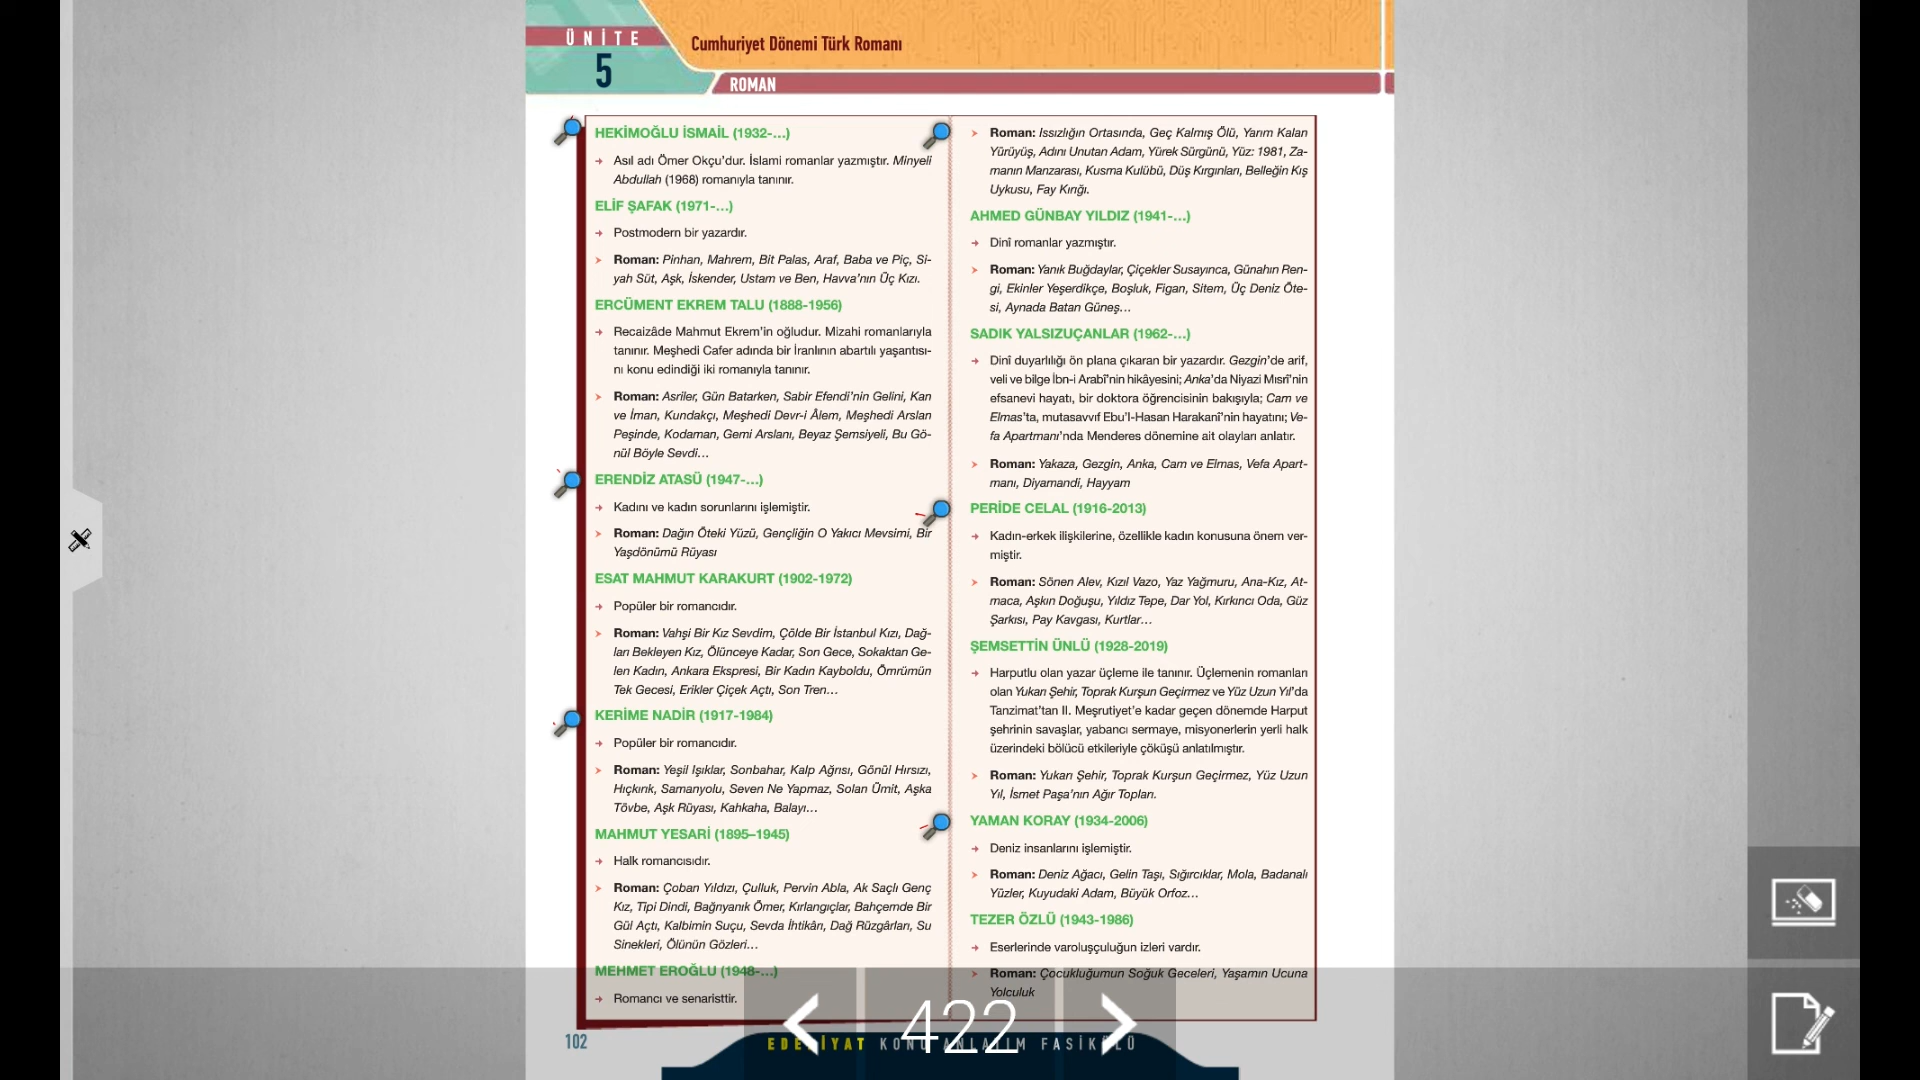 ÜNİTE
5
Cumhuriyet Dönemi Türk Romanı
ROMAN
HEKİMOĞLU İSMAİL (1932-...)
Asıl adı Ömer Okçu'dur. İslami romanlar yazmıştır. Minyeli
Abdullah (1968) romanıyla tanınır.
ELİF ŞAFAK (1971-...)
Postmodern bir yazardır.
Roman: Pinhan, Mahrem, Bit Palas, Araf, Baba ve Piç, Si-
yah Süt, Aşk, İskender, Ustam ve Ben, Havva'nın Üç Kızı.
ERCÜMENT EKREM TALU (1888-1956)
Recaizâde Mahmut Ekrem'in oğludur. Mizahi romanlarıyla
tanınır. Meşhedi Cafer adında bir İranlının abartılı yaşantısı-
nı konu edindiği iki romanıyla tanınır.
Roman: Asriler, Gün Batarken, Sabir Efendi'nin Gelini, Kan
ve İman, Kundakçı, Meşhedi Devr-i Âlem, Meşhedi Arslan
Peşinde, Kodaman, Gemi Arslanı, Beyaz Şemsiyeli, Bu Gö-
nül Böyle Sevdi...
ERENDİZ ATASÜ (1947-...)
Kadını ve kadın sorunlarını işlemiştir.
Roman: Dağın Öteki Yüzü, Gençliğin O Yakıcı Mevsimi, Bir
Yaşdönümü Rüyası
ESAT MAHMUT KARAKURT (1902-1972)
Popüler bir romancıdır.
Roman: Vahşi Bir Kız Sevdim, Çölde Bir İstanbul Kızı, Dağ-
ları Bekleyen Kız, Ölünceye Kadar, Son Gece, Sokaktan Ge-
len Kadın, Ankara Ekspresi, Bir Kadın Kayboldu, Ömrümün
Tek Gecesi, Erikler Çiçek Açtı, Son Tren...
KERİME NADİR (1917-1984)
Popüler bir romancıdır.
Roman: Yeşil Işıklar, Sonbahar, Kalp Ağrısı, Gönül Hırsızı,
Hıçkırık, Samanyolu, Seven Ne Yapmaz, Solan Ümit, Aşka
Tövbe, Aşk Rüyası, Kahkaha, Balayı...
MAHMUT YESARİ (1895–1945)
Halk romancısıdır.
Roman: Çoban Yıldızı, Çulluk, Pervin Abla, Ak Saçlı Genç
Kız, Tipi Dindi, Bağrıyanık Ömer, Kırlangıçlar, Bahçemde Bir
Gül Açtı, Kalbimin Suçu, Sevda İhtikârı, Dağ Rüzgârları, Su
Sinekleri, Ölünün Gözleri...
MEHMET EROĞLU (1948-...)
Romancı ve senaristtir.
Roman: Issızlığın Ortasında, Geç Kalmış Ölü, Yarım Kalan
Yürüyüş, Adını Unutan Adam, Yürek Sürgünü, Yüz: 1981, Za-
manın Manzarası, Kusma Kulübü, Düş Kırgınları, Belleğin Kış
Uykusu, Fay Kırığı.
AHMED GÜNBAY YILDIZ (1941-...)
Dinî romanlar yazmıştır.
Roman: Yanık Buğdaylar, Çiçekler Susayınca, Günahın Ren-
gi, Ekinler Yeşerdikçe, Boşluk, Figan, Sitem, Üç Deniz Öte-
si, Aynada Batan Güneş...
SADIK YALSIZUÇANLAR (1962-...)
Dinî duyarlılığı ön plana çıkaran bir yazardır. Gezgin'de arif,
veli ve bilge İbn-i Arabî'nin hikâyesini; Anka'da Niyazi Mısrî'nin
efsanevi hayatı, bir doktora öğrencisinin bakışıyla; Cam ve
Elmas'ta, mutasavvıf Ebu'l-Hasan Harakanî'nin hayatını; Ve-
fa Apartmanı'nda Menderes dönemine ait olayları anlatır.
Roman: Yakaza, Gezgin, Anka, Cam ve Elmas, Vefa Apart-
manı, Diyamandi, Hayyam
PERİDE CELAL (1916-2013)
Kadın-erkek ilişkilerine, özellikle kadın konusuna önem ver-
miştir.
Roman: Sönen Alev, Kızıl Vazo, Yaz Yağmuru, Ana-Kız, At-
maca, Aşkın Doğuşu, Yıldız Tepe, Dar Yol, Kırkıncı Oda, Güz
Şarkısı, Pay Kavgası, Kurtlar...
ŞEMSETTİN ÜNLÜ (1928-2019)
Harputlu olan yazar üçleme ile tanınır. Üçlemenin romanları
olan Yukarı Şehir, Toprak Kurşun Geçirmez ve Yüz Uzun Yıl'da
Tanzimat'tan II. Meşrutiyet'e kadar geçen dönemde Harput
şehrinin savaşlar, yabancı sermaye, misyonerlerin yerli halk
üzerindeki bölücü etkileriyle çöküşü anlatılmıştır.
Roman: Yukarı Şehir, Toprak Kurşun Geçirmez, Yüz Uzun
Yıl, İsmet Paşa'nın Ağır Topları.
YAMAN KORAY (1934-2006)
Deniz insanlarını işlemiştir.
Roman: Deniz Ağacı, Gelin Taşı, Sığırcıklar, Mola, Badanalı
Yüzler, Kuyudaki Adam, Büyük Orfoz...
TEZER ÖZLÜ (1943-1986)
Eserlerinde varoluşçuluğun izleri vardır.
Roman: Çocukluğumun Soğuk Geceleri, Yaşamın Ucuna
Yolculuk
422
102
EDEBİYAT KONU ANLATIM FASİKÜLÜ